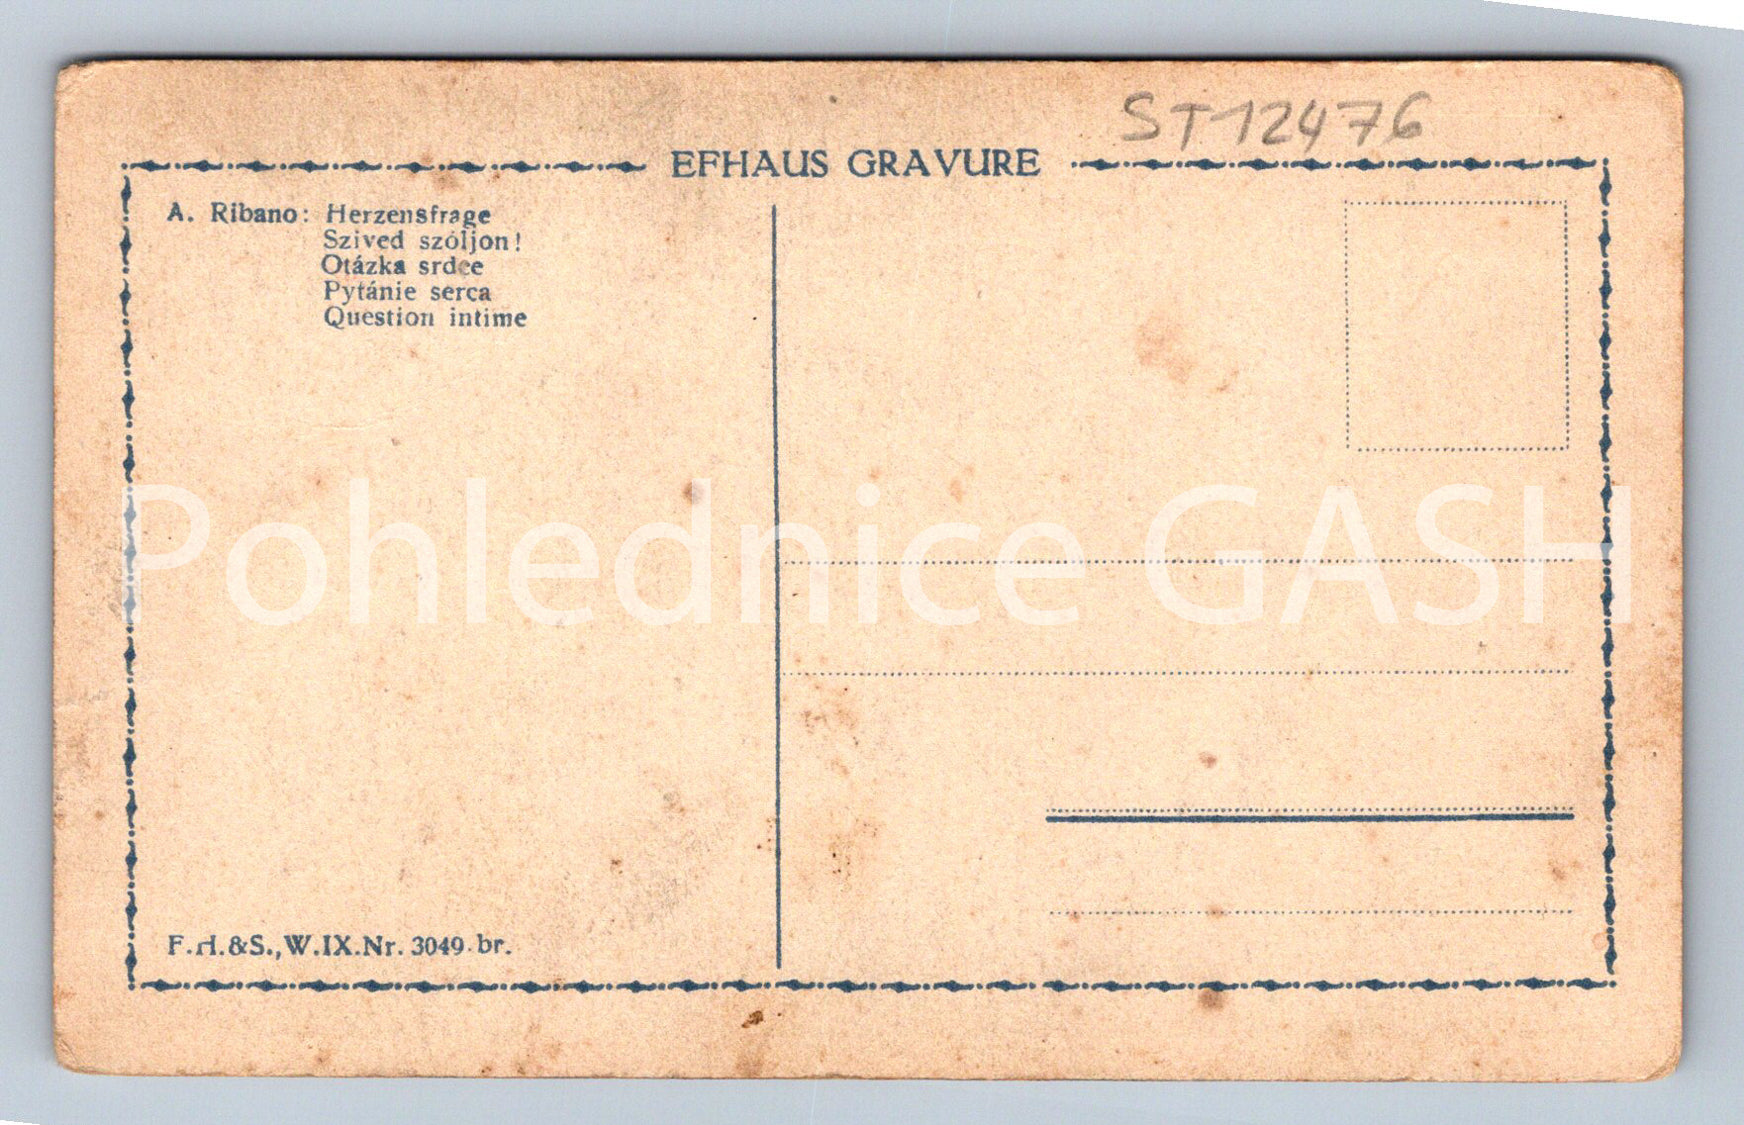 ST12476
EFHAUS GRAVURE
A. Ribano: Herzensfrage
Szived szóljon!
Otázka srdce
Pytánie serca
Question intime
Pohlednice GASH
F.H.&S.,W.IX.Nr. 3049.br.